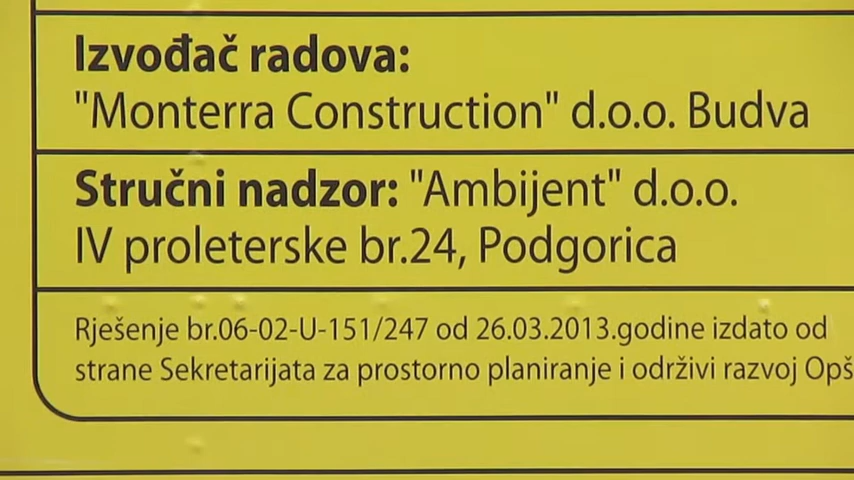 Izvođač radova:
"Monterra Construction" d.o.o. Budva
Stručni nadzor: "Ambijent" d.o.o.
IV proleterske br.24, Podgorica
Rješenje br.06-02-U-151/247 od 26.03.2013.godine izdato od
strane Sekretarijata za prostorno planiranje i održivi razvoj Opš